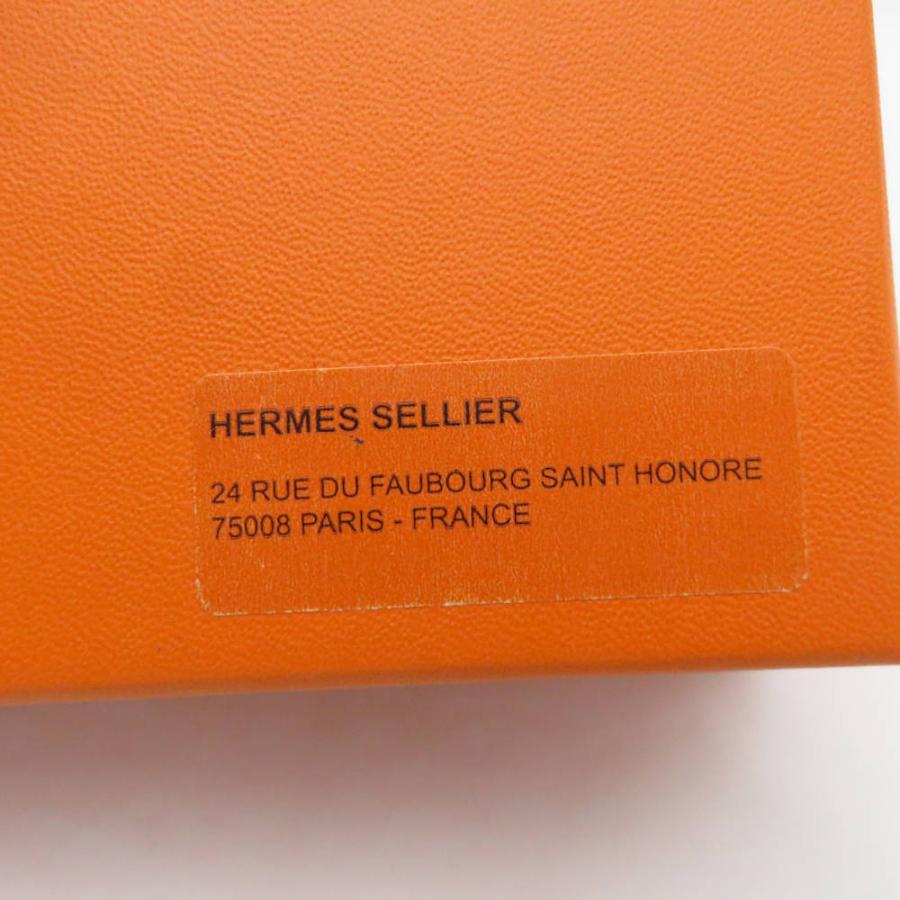 HERMES SELLIER
24 RUE DU FAUBOURG SAINT HONORE
75008 PARIS - FRANCE